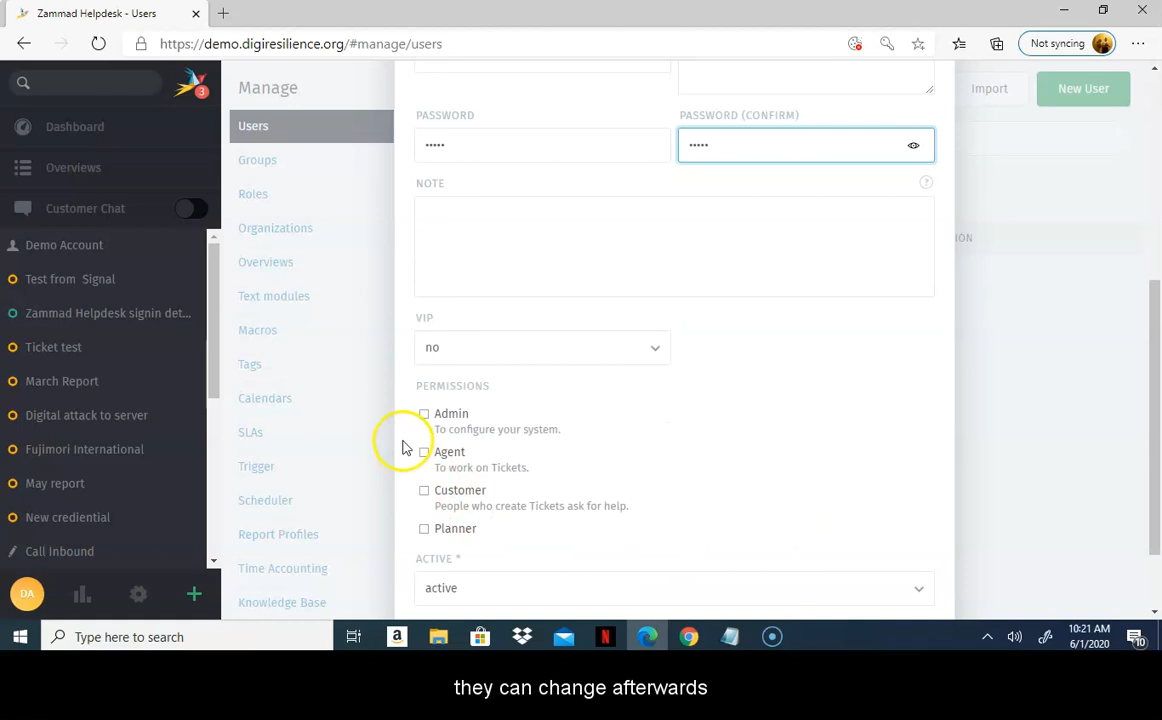 Zammad Helpdesk - Users
https://demo.digiresilience.org/#manage/users
Not syncing
3
Dashboard
Overviews
Customer Chat
Demo Account
Test from Signal
Zammad Helpdesk signin det...
Ticket test
March Report
Digital attack to server
Fujimori International
May report
New credential
Call Inbound
DA
Manage
Users
Groups
Roles
Organizations
Overviews
Text modules
Macros
Tags
Calendars
SLAs
Trigger
Scheduler
Report Profiles
Time Accounting
Knowledge Base
Import
New User
ION
PASSWORD
PASSWORD (CONFIRM)
•••••
•••••
NOTE
?
VIP
no
PERMISSIONS
Admin
To configure your system.
Agent
To work on Tickets.
Customer
People who create Tickets ask for help.
Planner
ACTIVE *
active
Type here to search
10:21 AM
6/1/2020
10
they can change afterwards